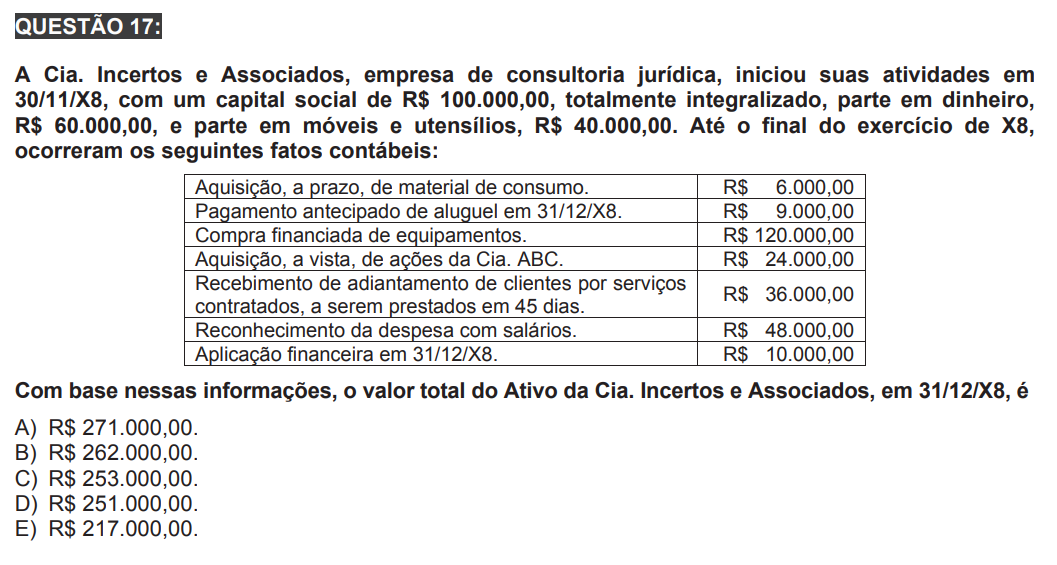 QUESTÃO 17:
A Cia. Incertos e Associados, empresa de consultoria jurídica, iniciou suas atividades em
30/11/X8, com um capital social de R$ 100.000,00, totalmente integralizado, parte em dinheiro,
R$ 60.000,00, e parte em móveis e utensílios, R$ 40.000,00. Até o final do exercício de X8,
ocorreram os seguintes fatos contábeis:
Aquisição, a prazo, de material de consumo. R$ 6.000,00
Pagamento antecipado de aluguel em 31/12/X8. R$ 9.000,00
Compra financiada de equipamentos. R$ 120.000,00
Aquisição, a vista, de ações da Cia. ABC. R$ 24.000,00
Recebimento de adiantamento de clientes por serviços
contratados, a serem prestados em 45 dias. R$ 36.000,00
Reconhecimento da despesa com salários. R$ 48.000,00
Aplicação financeira em 31/12/X8. R$ 10.000,00
Com base nessas informações, o valor total do Ativo da Cia. Incertos e Associados, em 31/12/X8, é
A) R$ 271.000,00.
B) R$ 262.000,00.
C) R$ 253.000,00.
D) R$ 251.000,00.
E) R$ 217.000,00.